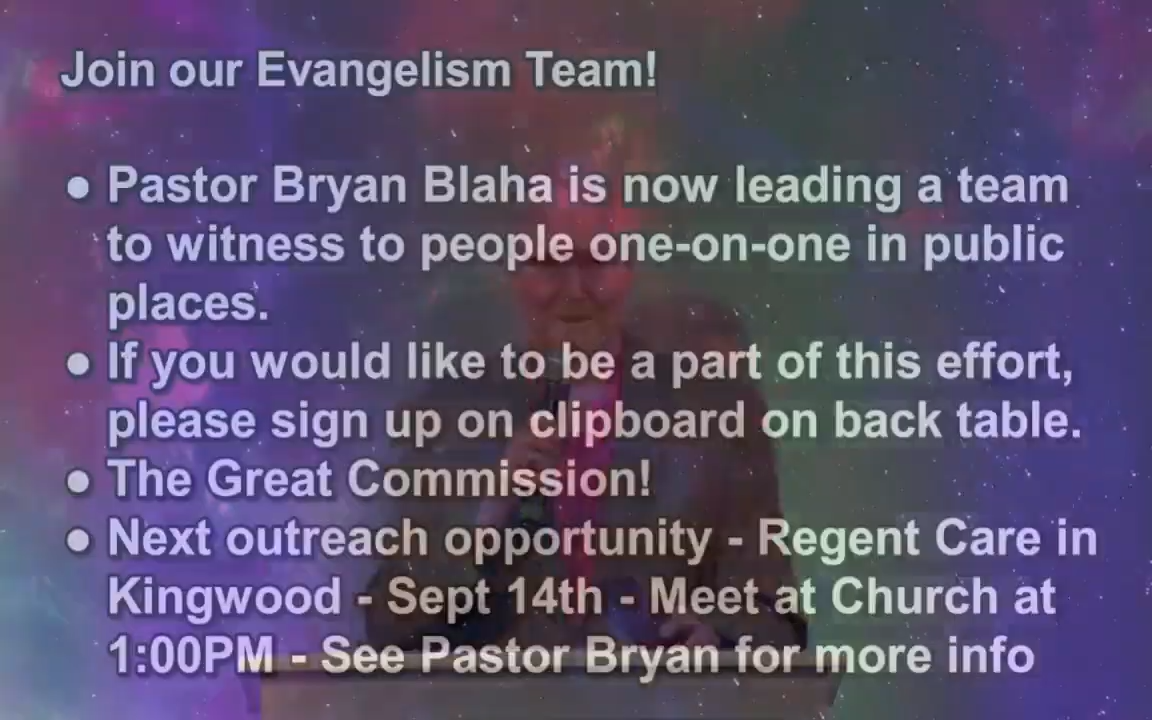 Join our Evangelism Team!
● Pastor Bryan Blaha is now leading a team
to witness to people one-on-one in public
places.
● If you would like to be a part of this effort,
please sign up on clipboard on back table.
● The Great Commission!
● Next outreach opportunity - Regent Care in
Kingwood - Sept 14th - Meet at Church at
1:00PM - See Pastor Bryan for more info